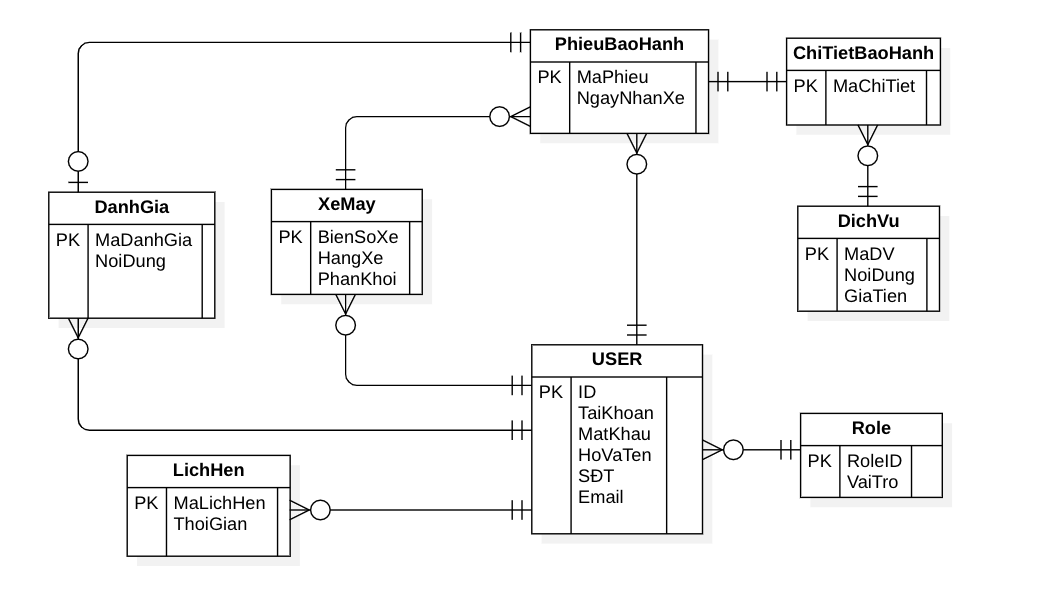 PhieuBaoHanh
PK
MaPhieu
NgayNhanXe
ChiTietBaoHanh
PK
MaChiTiet
DanhGia
PK
MaDanhGia
NoiDung
XeMay
PK
BienSoXe
HangXe
PhanKhoi
DichVu
PK
MaDV
NoiDung
GiaTien
USER
PK
ID
TaiKhoan
MatKhau
HoVaTen
SĐT
Email
Role
PK
RoleID
VaiTro
LichHen
PK
MaLichHen
ThoiGian